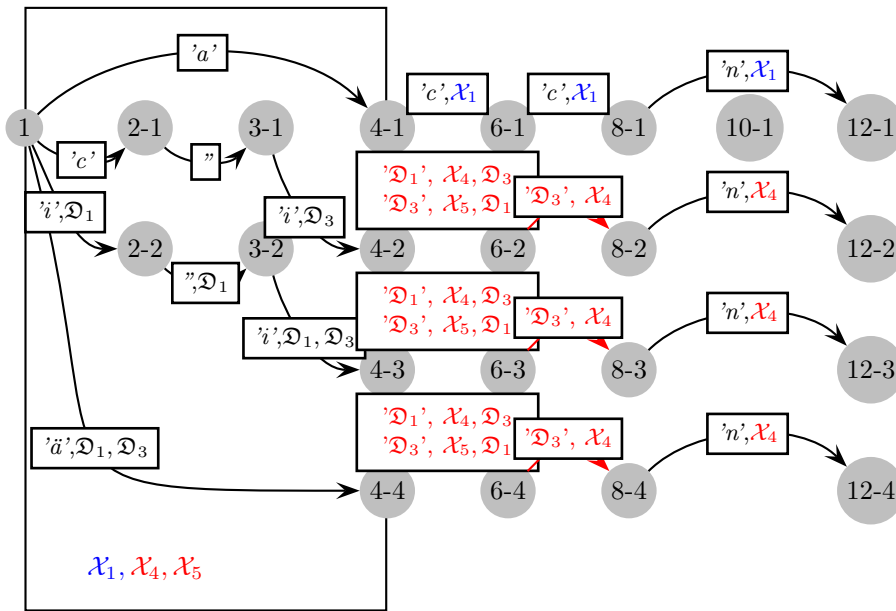 'a'
'c',𝒳₁
'c',𝒳₁
'n',𝒳₁
1
2-1
3-1
4-1
6-1
8-1
10-1
12-1
'c'
''
'𝔇₁', 𝒳₄, 𝔇₃
'𝔇₃', 𝒳₅, 𝔇₁
'𝔇₃', 𝒳₄
'n',𝒳₄
'i',𝔇₁
'i',𝔇₃
2-2
3-2
4-2
6-2
8-2
12-2
'',𝔇₁
'𝔇₁', 𝒳₄, 𝔇₃
'𝔇₃', 𝒳₅, 𝔇₁
'𝔇₃', 𝒳₄
'n',𝒳₄
'i',𝔇₁, 𝔇₃
4-3
6-3
8-3
12-3
'𝔇₁', 𝒳₄, 𝔇₃
'𝔇₃', 𝒳₅, 𝔇₁
'𝔇₃', 𝒳₄
'n',𝒳₄
'ä',𝔇₁, 𝔇₃
4-4
6-4
8-4
12-4
𝒳₁, 𝒳₄, 𝒳₅